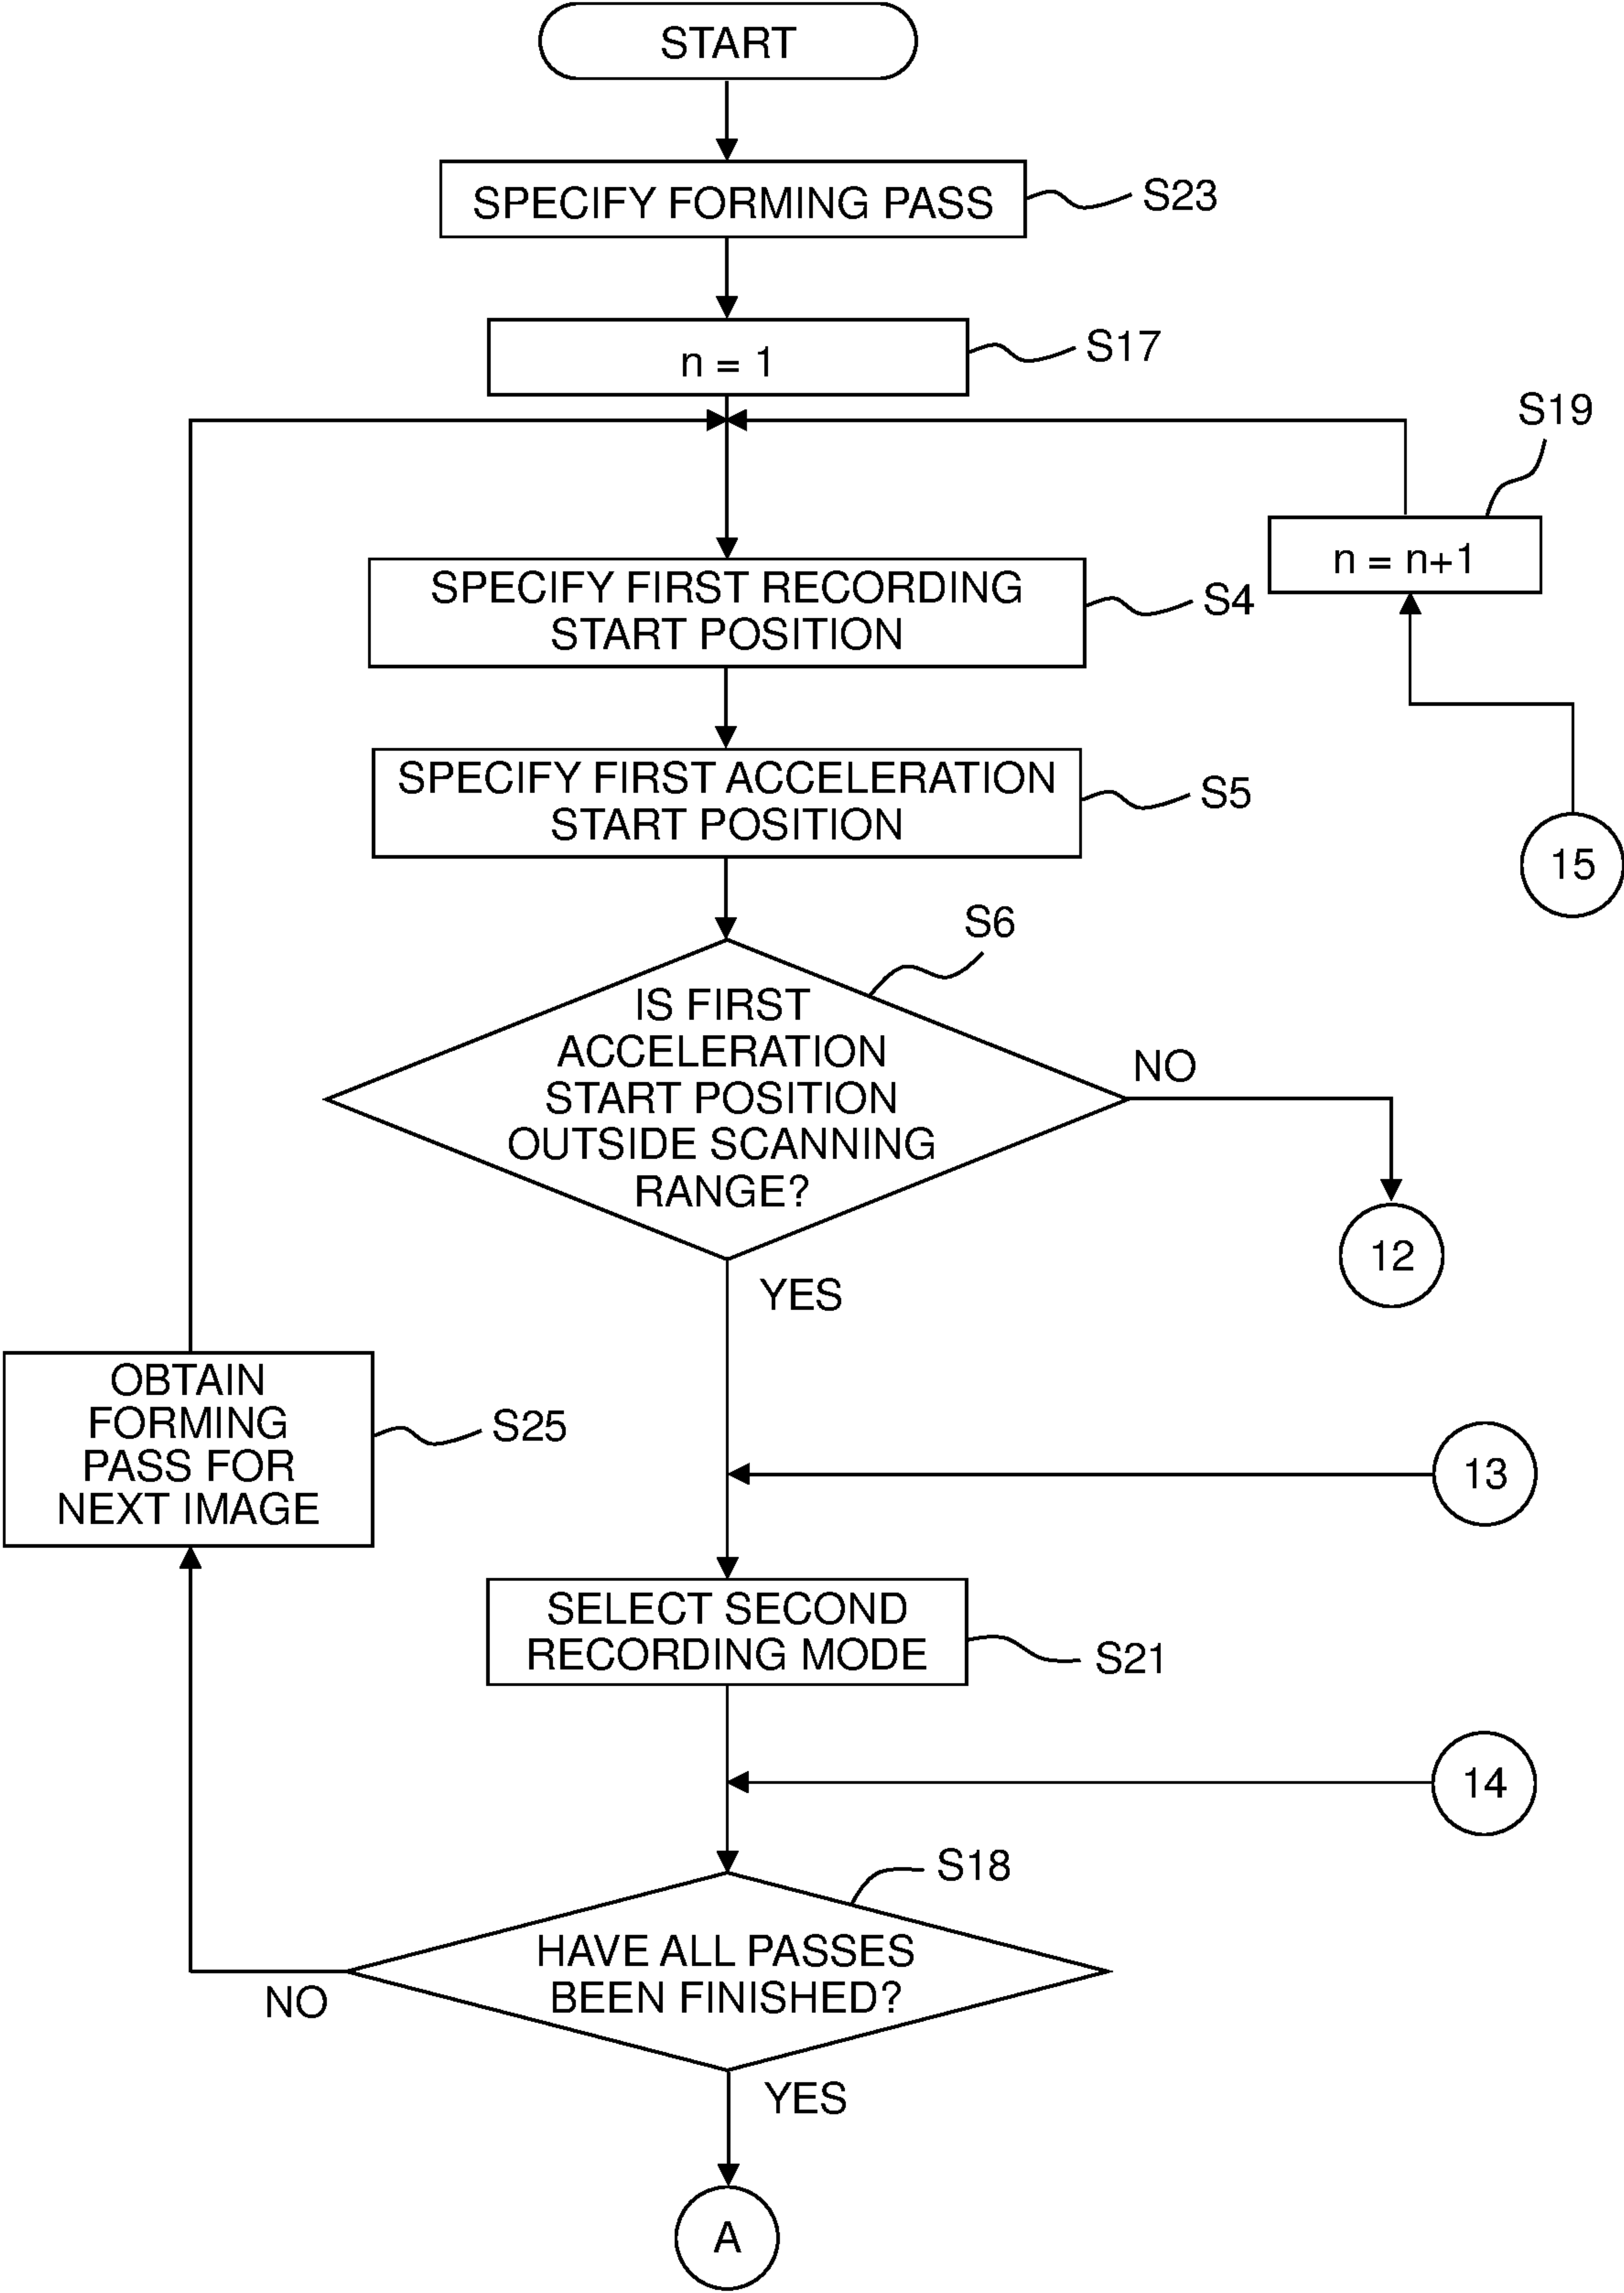 START
SPECIFY FORMING PASS
S23
n = 1
S17
S19
n = n+1
SPECIFY FIRST RECORDING
START POSITION
S4
SPECIFY FIRST ACCELERATION
START POSITION
S5
15
S6
IS FIRST
ACCELERATION
START POSITION
OUTSIDE SCANNING
RANGE?
NO
12
YES
OBTAIN
FORMING
PASS FOR
NEXT IMAGE
S25
13
SELECT SECOND
RECORDING MODE
S21
14
S18
HAVE ALL PASSES
BEEN FINISHED?
NO
YES
A